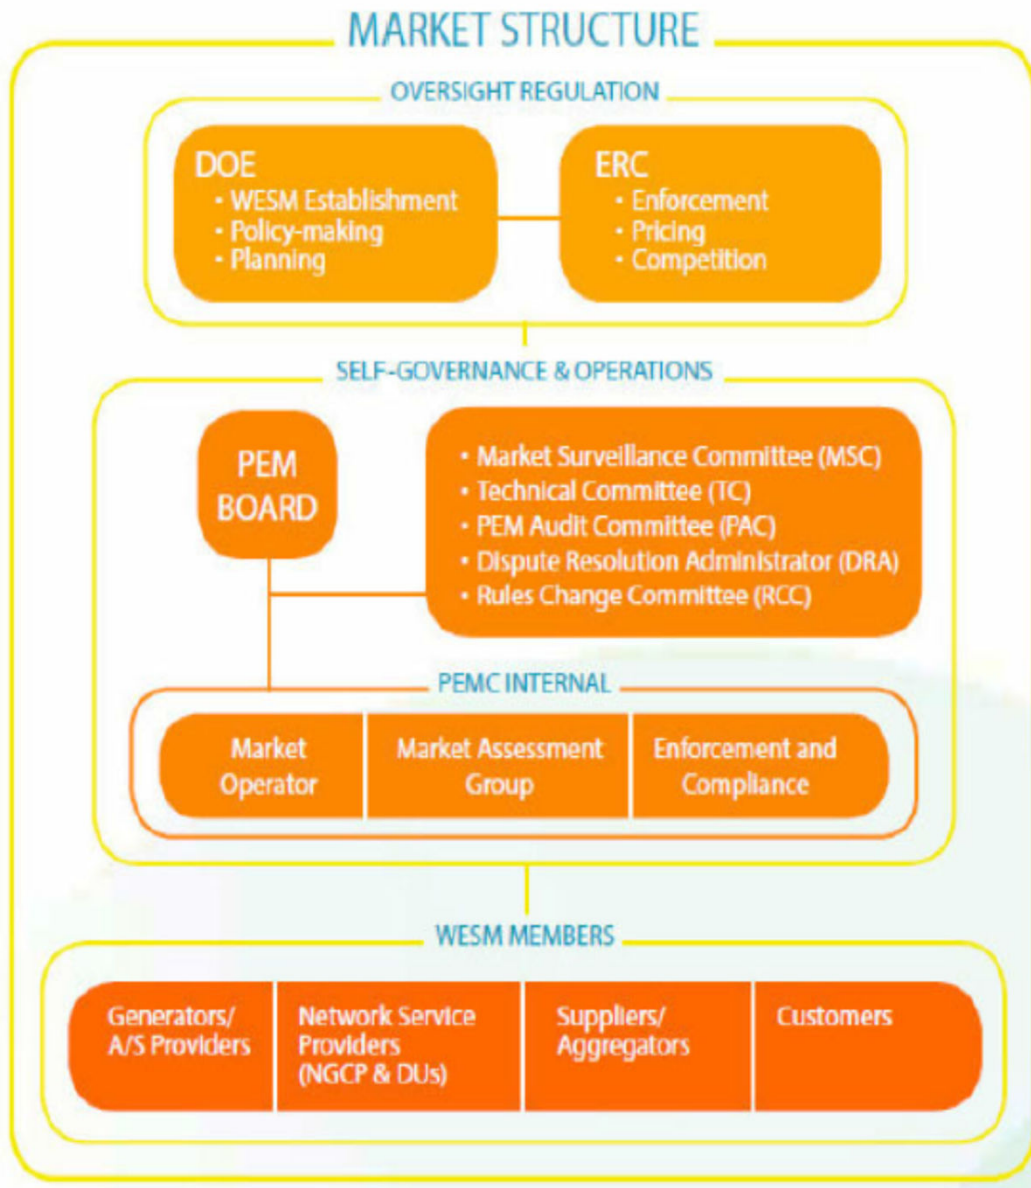 MARKET STRUCTURE
OVERSIGHT REGULATION
DOE
• WESM Establishment
• Policy-making
• Planning
ERC
• Enforcement
• Pricing
• Competition
SELF-GOVERNANCE & OPERATIONS
PEM
BOARD
• Market Surveillance Committee (MSC)
• Technical Committee (TC)
• PEM Audit Committee (PAC)
• Dispute Resolution Administrator (DRA)
• Rules Change Committee (RCC)
PEMC INTERNAL
Market
Operator
Market Assessment
Group
Enforcement and
Compliance
WESM MEMBERS
Generators/
A/S Providers
Network Service
Providers
(NGCP & DUs)
Suppliers/
Aggregators
Customers